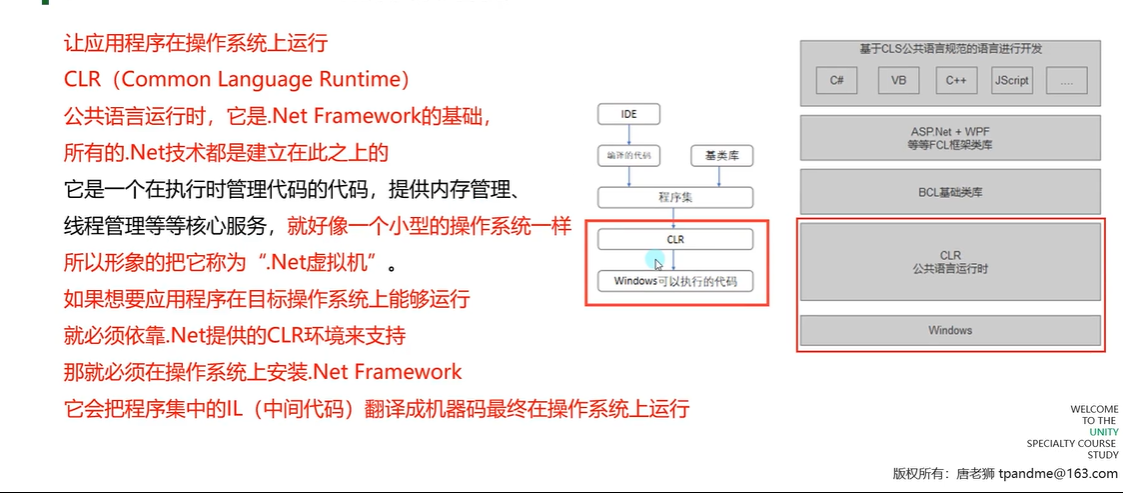 让应用程序在操作系统上运行
CLR（Common Language Runtime）
公共语言运行时，它是.Net Framework的基础，
所有的.Net技术都是建立在此之上的
它是一个在执行时管理代码的代码，提供内存管理、
线程管理等等核心服务，就好像一个小型的操作系统一样
所以形象的把它称为“.Net虚拟机”。
如果想要应用程序在目标操作系统上能够运行
就必须依靠.Net提供的CLR环境来支持
那就必须在操作系统上安装.Net Framework
它会把程序集中的IL（中间代码）翻译成机器码最终在操作系统上运行
IDE
编译的代码
基类库
程序集
CLR
Windows可以执行的代码
基于CLS公共语言规范的语言进行开发
C#
VB
C++
JScript
....
ASP.Net + WPF
等等FCL框架类库
BCL基础类库
CLR
公共语言运行时
Windows
WELCOME
TO THE
UNITY
SPECIALTY COURSE
STUDY
版权所有：唐老狮 tpandme@163.com